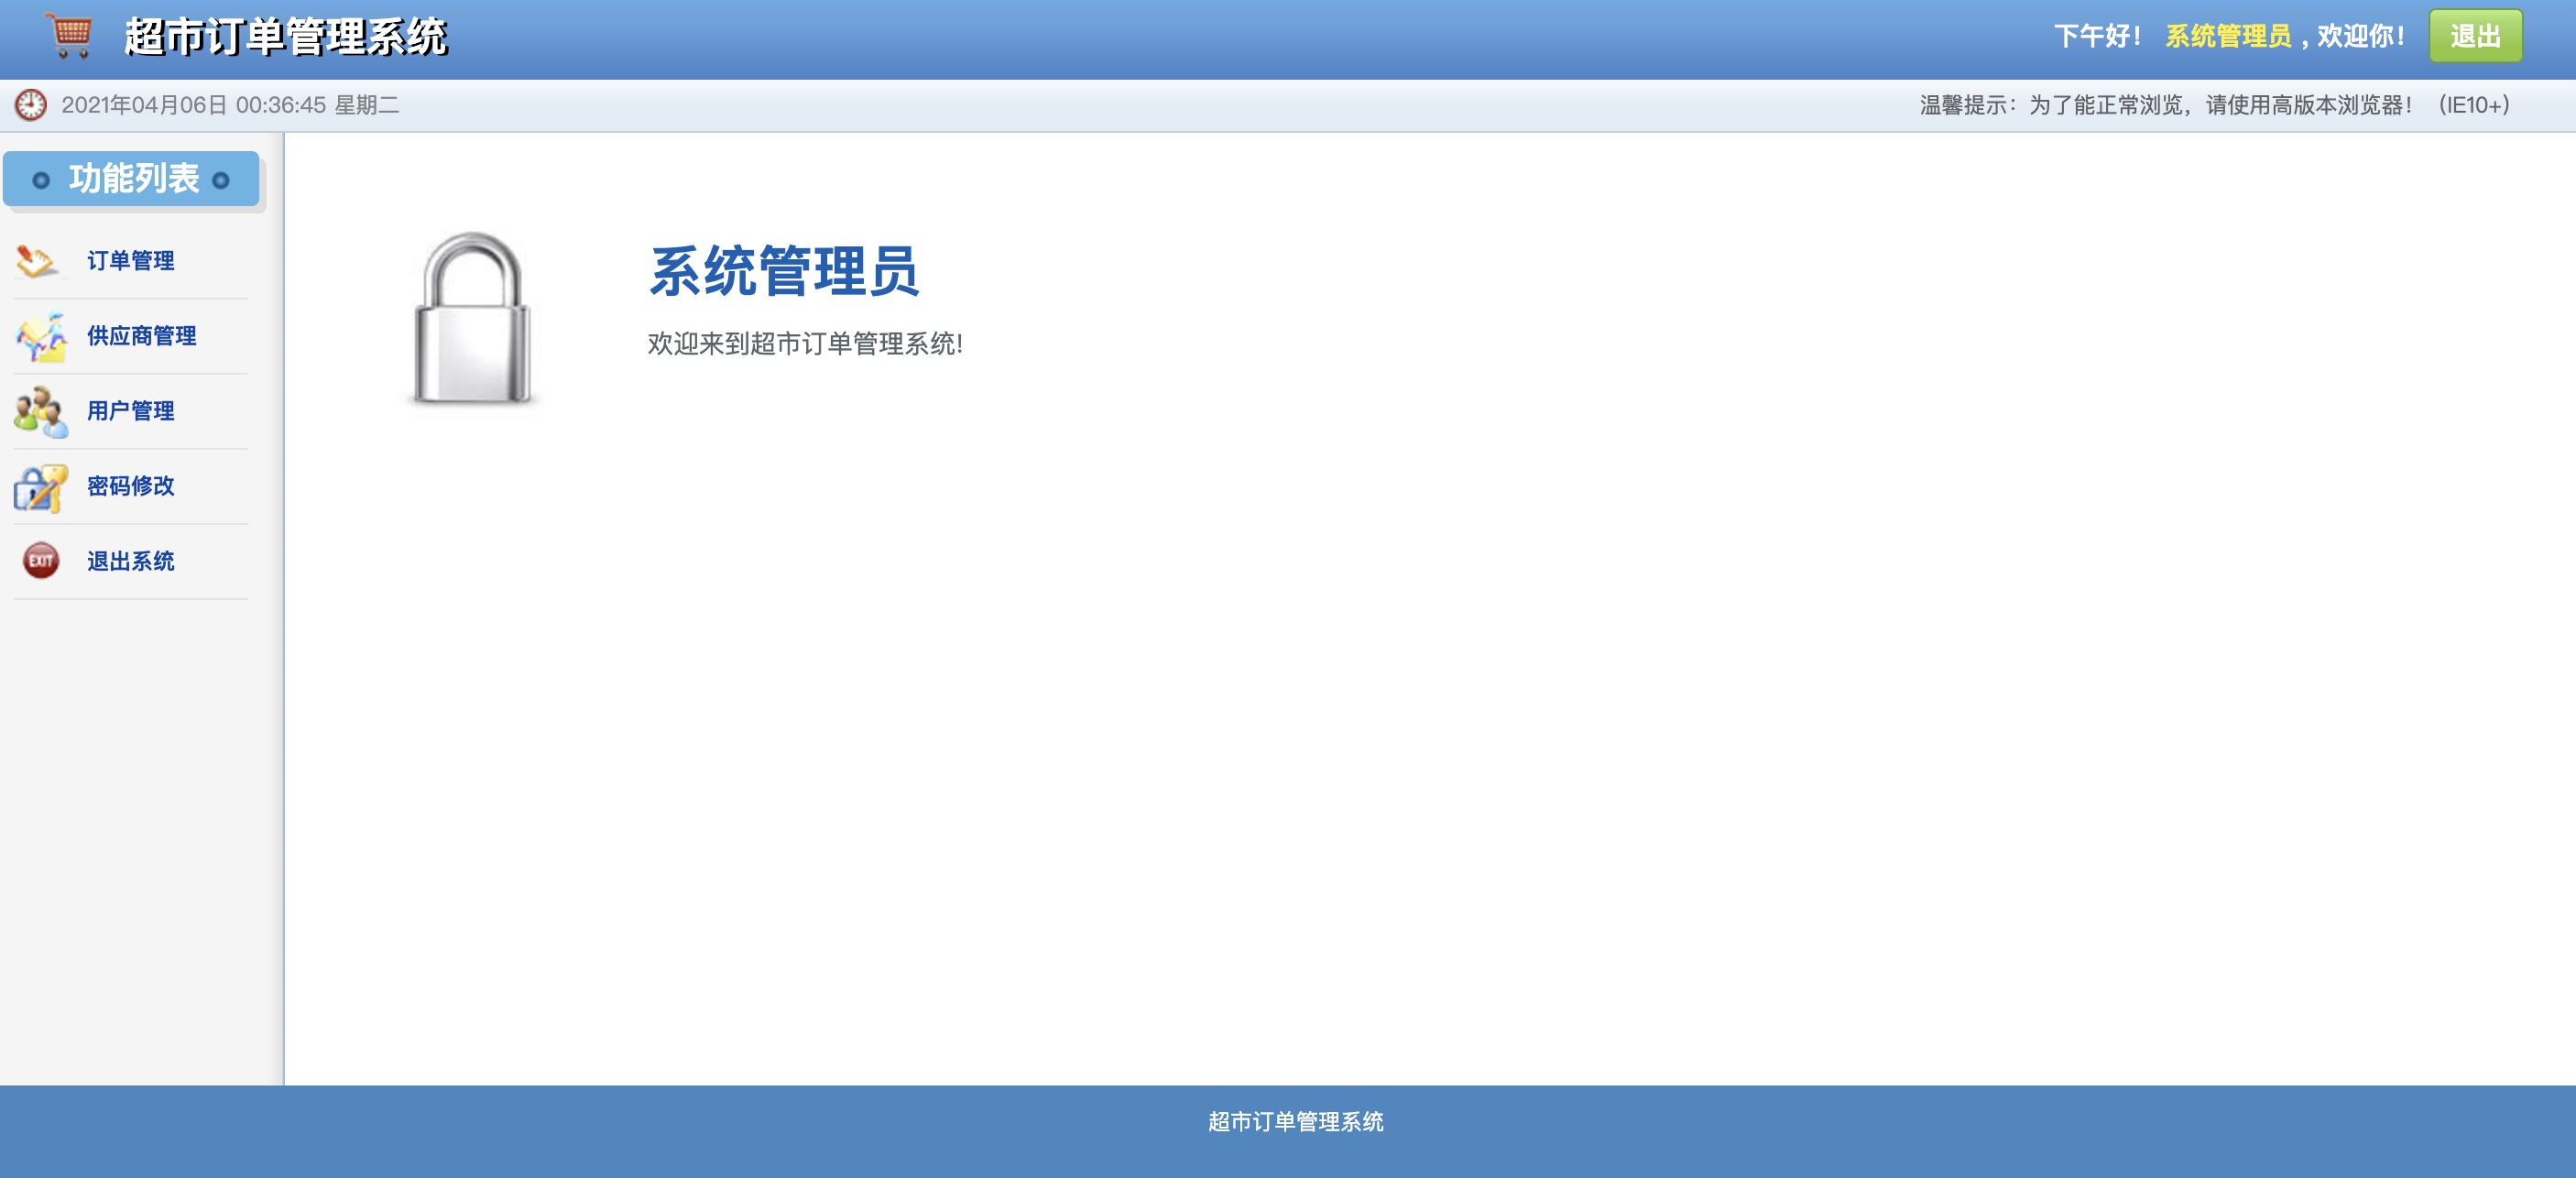 超市订单管理系统
下午好！ 系统管理员 , 欢迎你！ 退出
2021年04月06日 00:36:45 星期二
温馨提示：为了能正常浏览，请使用高版本浏览器！（IE10+）
功能列表
订单管理
供应商管理
用户管理
密码修改
EXIT 退出系统
系统管理员
欢迎来到超市订单管理系统!
超市订单管理系统